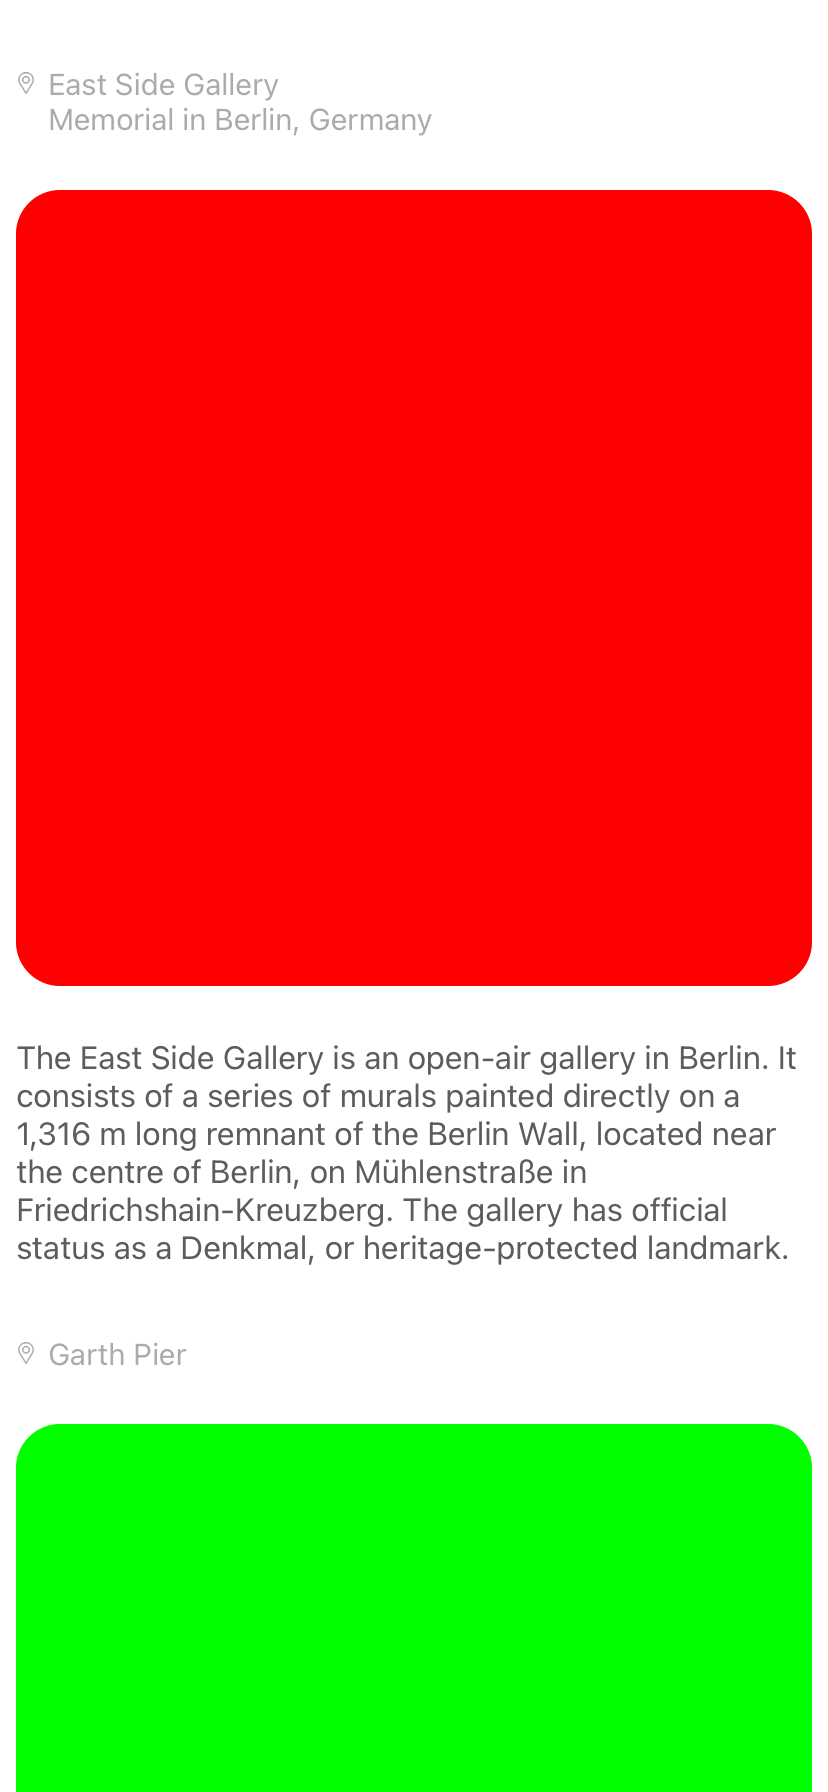 East Side Gallery
Memorial in Berlin, Germany
The East Side Gallery is an open-air gallery in Berlin. It
consists of a series of murals painted directly on a
1,316 m long remnant of the Berlin Wall, located near
the centre of Berlin, on Mühlenstraße in
Friedrichshain-Kreuzberg. The gallery has official
status as a Denkmal, or heritage-protected landmark.
Garth Pier